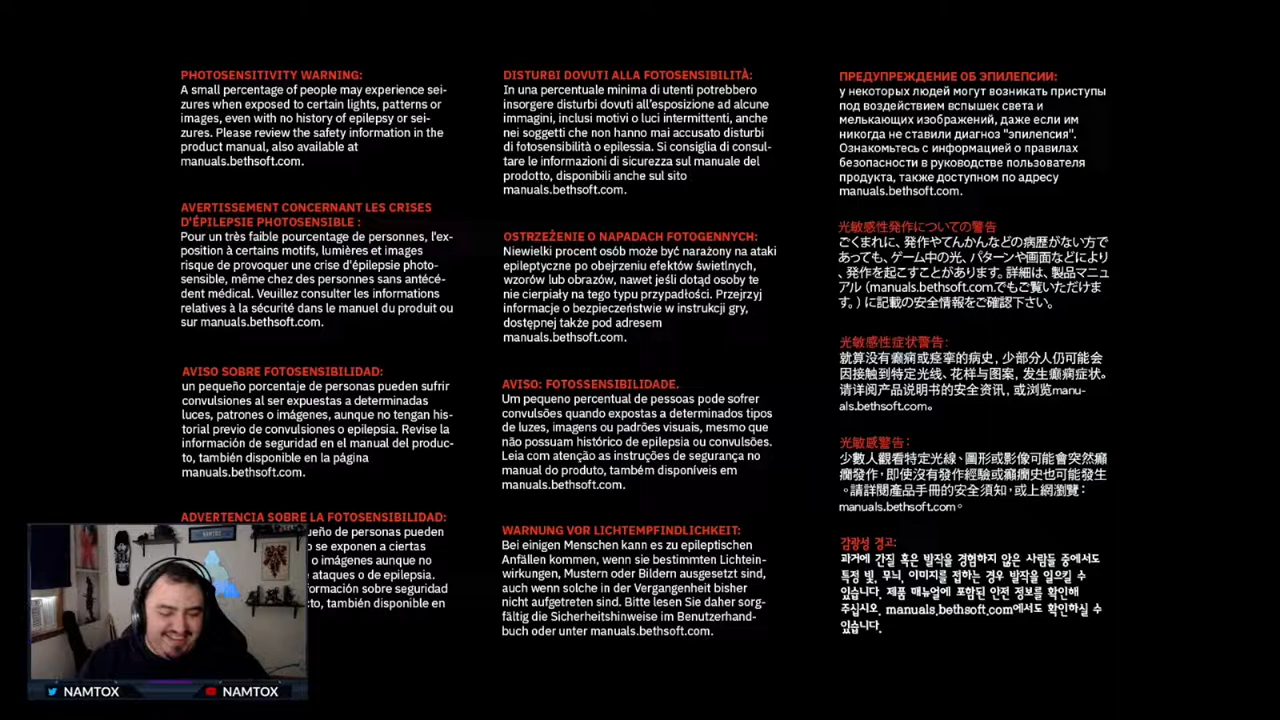 PHOTOSENSITIVITY WARNING:
A small percentage of people may experience sei-
zures when exposed to certain lights, patterns or
images, even with no history of epilepsy or sei-
zures. Please review the safety information in the
product manual, also available at
manuals.bethsoft.com.
AVERTISSEMENT CONCERNANT LES CRISES
D'ÉPILEPSIE PHOTOSENSIBLE :
Pour un très faible pourcentage de personnes, l'ex-
position à certains motifs, lumières et images
risque de provoquer une crise d'épilepsie photo-
sensible, même chez des personnes sans antécé-
dent médical. Veuillez consulter les informations
relatives à la sécurité dans le manuel du produit ou
sur manuals.bethsoft.com.
AVISO SOBRE FOTOSENSIBILIDAD:
un pequeño porcentaje de personas pueden sufrir
convulsiones al ser expuestas a determinadas
luces, patrones o imágenes, aunque no tengan his-
torial previo de convulsiones o epilepsia. Revise la
información de seguridad en el manual del produc-
to, también disponible en la página
manuals.bethsoft.com.
ADVERTENCIA SOBRE LA FOTOSENSIBILIDAD:
ueño de personas pueden
o se exponen a ciertas
o imágenes aunque no
ataques o de epilepsia.
formación sobre seguridad
cto, también disponible en
DISTURBI DOVUTI ALLA FOTOSENSIBILITÀ:
In una percentuale minima di utenti potrebbero
insorgere disturbi dovuti all'esposizione ad alcune
immagini, inclusi motivi o luci intermittenti, anche
nei soggetti che non hanno mai accusato disturbi
di fotosensibilità o epilessia. Si consiglia di consul-
tare le informazioni di sicurezza sul manuale del
prodotto, disponibili anche sul sito
manuals.bethsoft.com.
OSTRZEŻENIE O NAPADACH FOTOGENNYCH:
Niewielki procent osób może być narażony na ataki
epileptyczne po obejrzeniu efektów świetlnych,
wzorów lub obrazów, nawet jeśli dotąd osoby te
nie cierpiały na tego typu przypadłości. Przejrzyj
informacje o bezpieczeństwie w instrukcji gry,
dostępnej także pod adresem
manuals.bethsoft.com.
AVISO: FOTOSSENSIBILIDADE.
Um pequeno percentual de pessoas pode sofrer
convulsões quando expostas a determinados tipos
de luzes, imagens ou padrões visuais, mesmo que
não possuam histórico de epilepsia ou convulsões.
Leia com atenção as instruções de segurança no
manual do produto, também disponíveis em
manuals.bethsoft.com.
WARNUNG VOR LICHTEMPFINDLICHKEIT:
Bei einigen Menschen kann es zu epileptischen
Anfällen kommen, wenn sie bestimmten Lichtein-
wirkungen, Mustern oder Bildern ausgesetzt sind,
auch wenn solche in der Vergangenheit bisher
nicht aufgetreten sind. Bitte lesen Sie daher sorg-
fältig die Sicherheitshinweise im Benutzerhand-
buch oder unter manuals.bethsoft.com.
ПРЕДУПРЕЖДЕНИЕ ОБ ЭПИЛЕПСИИ:
у некоторых людей могут возникать приступы
под воздействием вспышек света и
мелькающих изображений, даже если им
никогда не ставили диагноз "эпилепсия".
Ознакомьтесь с информацией о правилах
безопасности в руководстве пользователя
продукта, также доступном по адресу
manuals.bethsoft.com.
光敏感性発作についての警告
ごくまれに、発作やてんかんなどの病歴がない方で
あっても、ゲーム中の光、パターンや画面などにより
、発作を起こすことがあります。詳細は、製品マニュ
アル (manuals.bethsoft.comでもご覧いただけま
す。) に記載の安全情報をご確認下さい。
光敏感性症状警告:
就算没有癫痫或痉挛的病史, 少部分人仍可能会
因接触到特定光线、花样与图案, 发生癫痫症状。
请详阅产品说明书的安全资讯, 或浏览manu-
als.bethsoft.com。
光敏感警告:
少數人觀看特定光線、圖形或影像可能會突然癲
癇發作,即使沒有發作經驗或癲癇史也可能發生
。請詳閱產品手冊的安全須知,或上網瀏覽:
manuals.bethsoft.com。
감광성 경고:
과거에 간질 혹은 발작을 경험하지 않은 사람들 중에서도
특정 빛, 무늬, 이미지를 접하는 경우 발작을 일으킬 수
있습니다. 제품 매뉴얼에 포함된 안전 정보를 확인해
주십시오. manuals.bethsoft.com에서도 확인하실 수
있습니다.
NAMTOX
NAMTOX